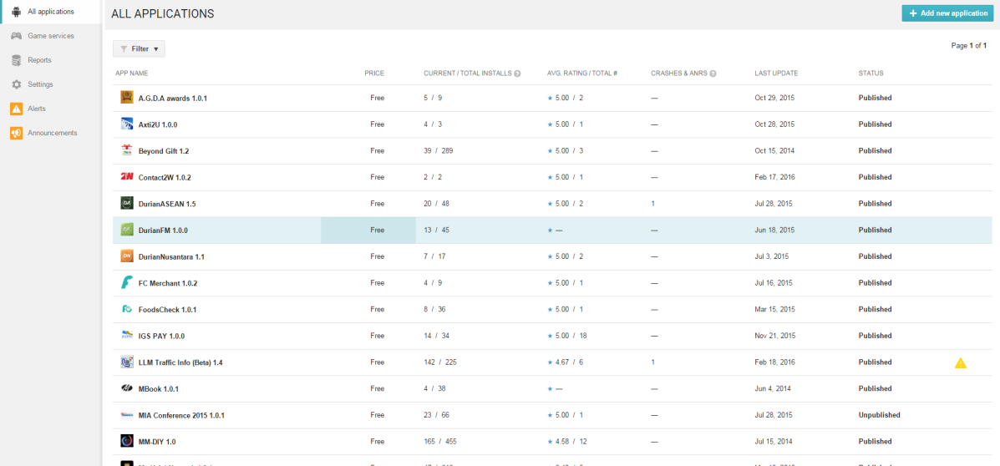 All applications
Game services
Reports
Settings
Alerts
Announcements
ALL APPLICATIONS
+ Add new application
Filter ▼
Page 1 of 1
APP NAME PRICE CURRENT / TOTAL INSTALLS ? AVG. RATING / TOTAL # CRASHES & ANRS ? LAST UPDATE STATUS
A.G.D.A awards 1.0.1 Free 5 / 9 ★ 5.00 / 2 — Oct 29, 2015 Published
Axti2U 1.0.0 Free 4 / 3 ★ 5.00 / 1 — Oct 28, 2015 Published
Beyond Gift 1.2 Free 39 / 289 ★ 5.00 / 3 — Oct 15, 2014 Published
2W Contact2W 1.0.2 Free 2 / 2 ★ 5.00 / 1 — Feb 17, 2016 Published
DA DurianASEAN 1.5 Free 20 / 48 ★ 5.00 / 2 1 Jul 28, 2015 Published
DurianFM 1.0.0 Free 13 / 45 ★ — — Jun 18, 2015 Published
DN DurianNusantara 1.1 Free 7 / 17 ★ 5.00 / 2 — Jul 3, 2015 Published
FC Merchant 1.0.2 Free 4 / 9 ★ 5.00 / 1 — Jul 16, 2015 Published
FoodsCheck 1.0.1 Free 8 / 36 ★ 5.00 / 1 — Mar 15, 2015 Published
IGS PAY 1.0.0 Free 14 / 34 ★ 5.00 / 18 — Nov 21, 2015 Published
LLM Traffic Info (Beta) 1.4 Free 142 / 225 ★ 4.67 / 6 1 Feb 18, 2016 Published
MBook 1.0.1 Free 4 / 38 ★ — — Jun 4, 2014 Published
MIA Conference 2015 1.0.1 Free 23 / 66 ★ 5.00 / 1 — Jul 28, 2015 Unpublished
MM-DIY 1.0 Free 165 / 455 ★ 4.58 / 12 — Jul 15, 2014 Published